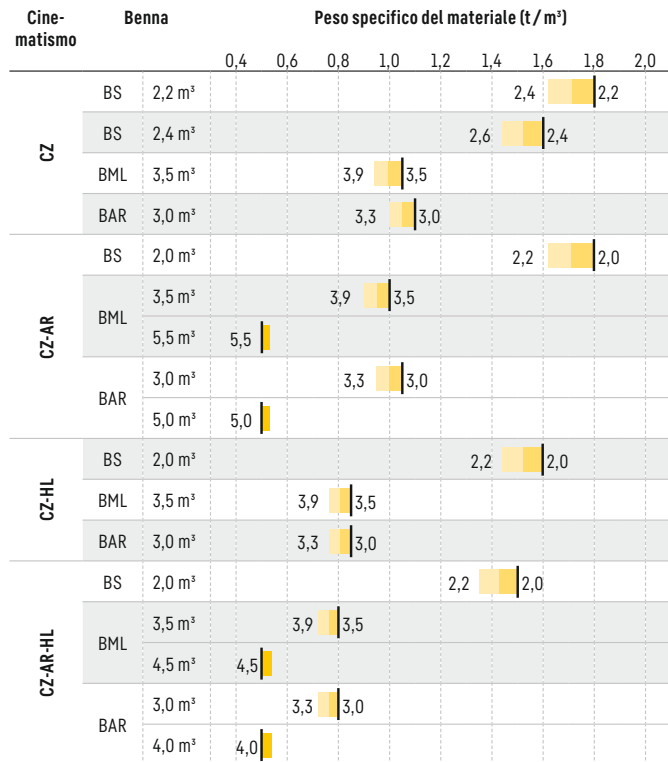 Cine-
matismo
Benna
Peso specifico del materiale (t / m³)
0,4 0,6 0,8 1,0 1,2 1,4 1,6 1,8 2,0
CZ
BS 2,2 m³ 2,4 2,2
BS 2,4 m³ 2,6 2,4
BML 3,5 m³ 3,9 3,5
BAR 3,0 m³ 3,3 3,0
CZ-AR
BS 2,0 m³ 2,2 2,0
BML
3,5 m³ 3,9 3,5
5,5 m³ 5,5
BAR
3,0 m³ 3,3 3,0
5,0 m³ 5,0
CZ-HL
BS 2,0 m³ 2,2 2,0
BML 3,5 m³ 3,9 3,5
BAR 3,0 m³ 3,3 3,0
CZ-AR-HL
BS 2,0 m³ 2,2 2,0
BML
3,5 m³ 3,9 3,5
4,5 m³ 4,5
BAR
3,0 m³ 3,3 3,0
4,0 m³ 4,0